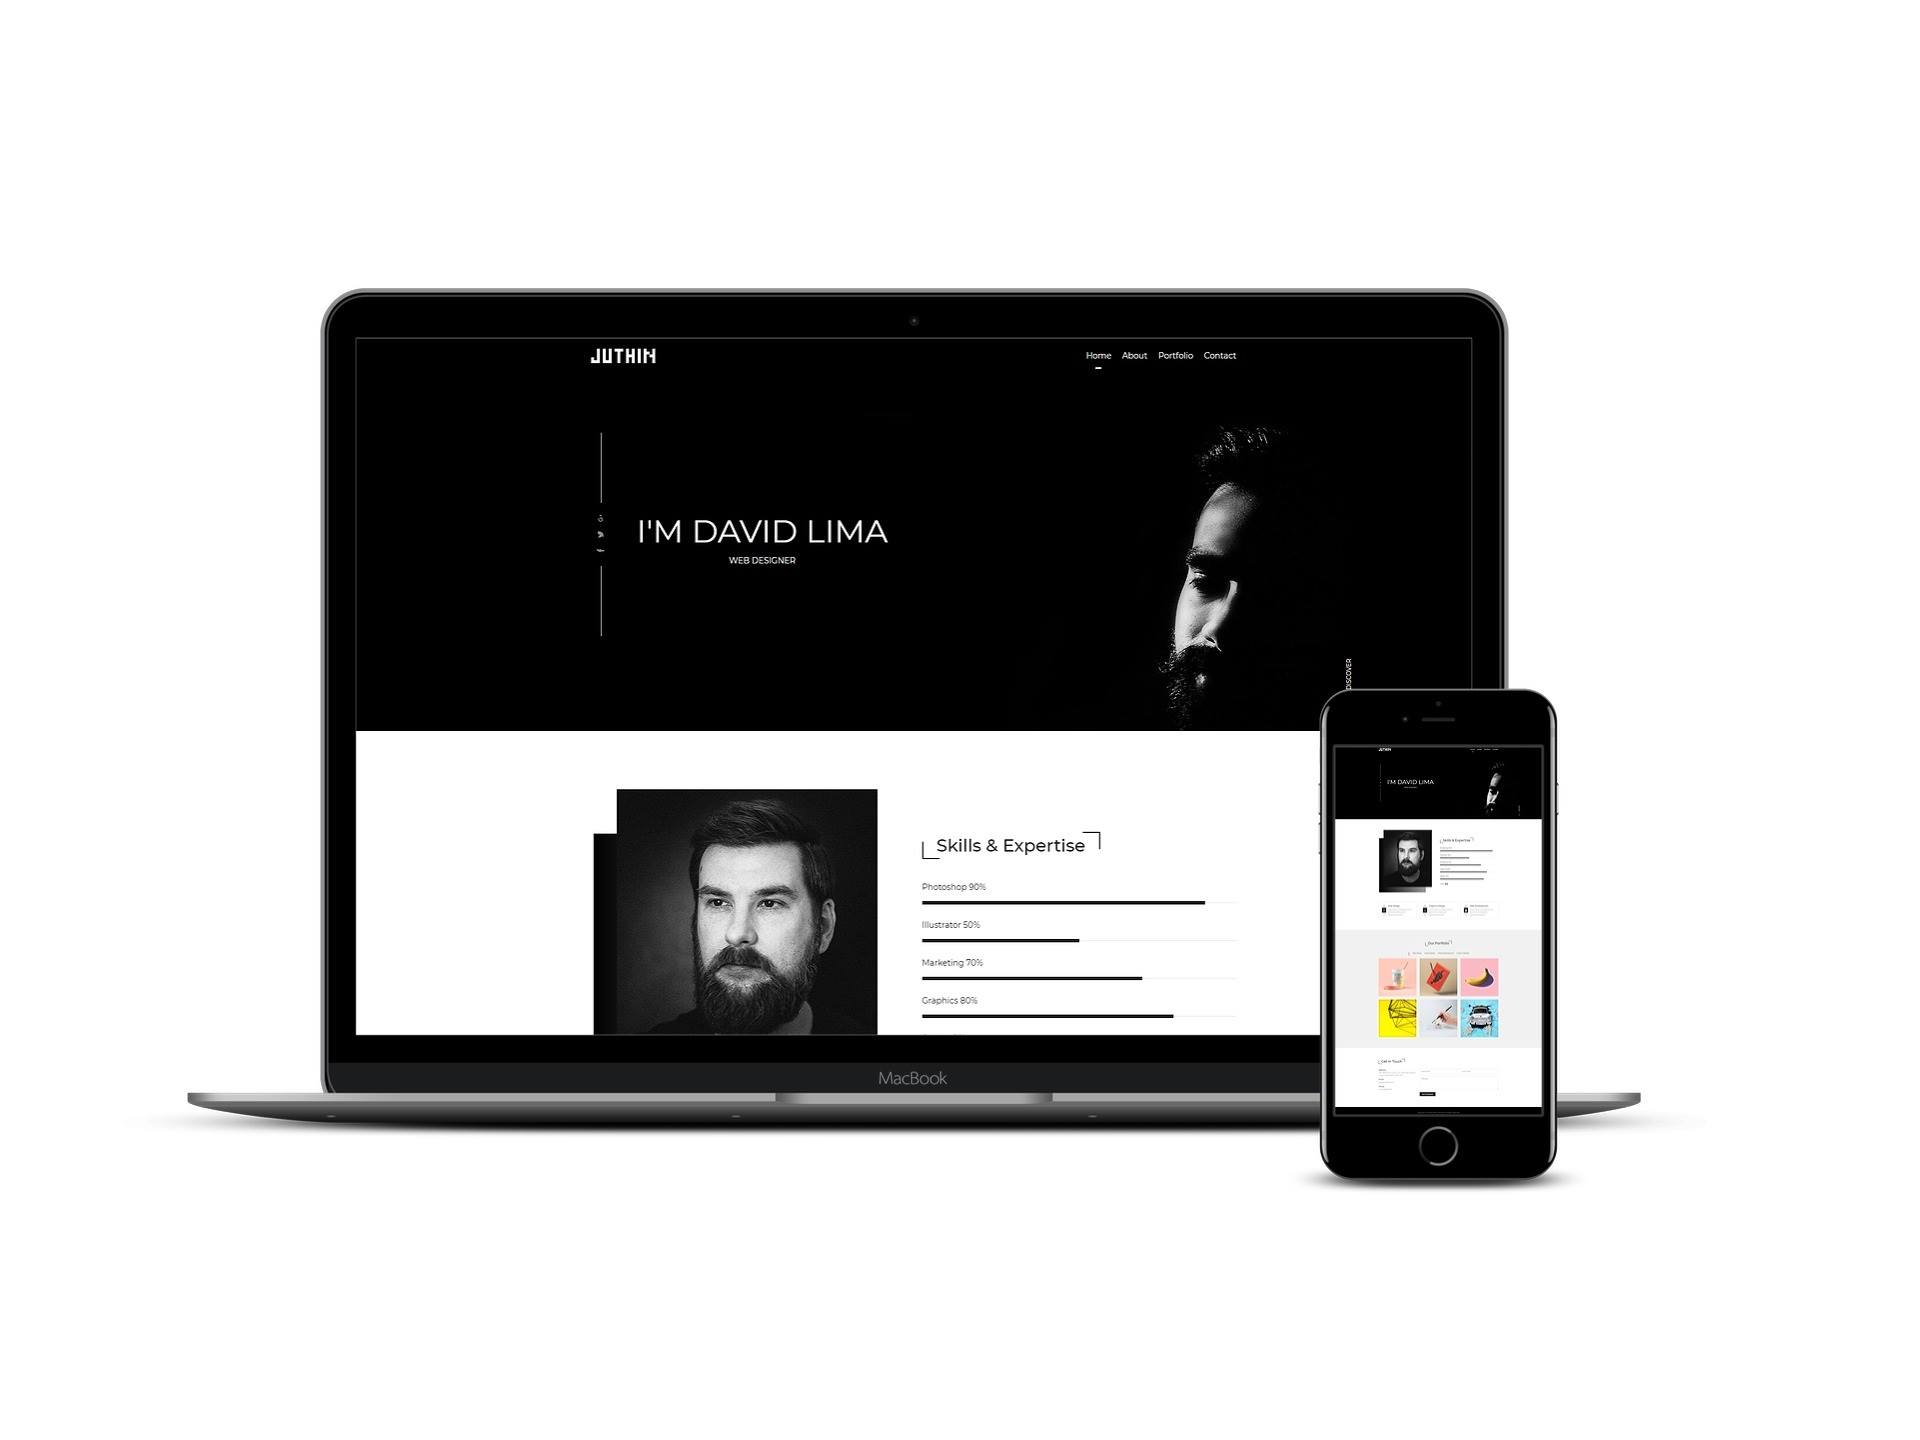 JUTHIN
Home About Portfolio Contact
I'M DAVID LIMA
WEB DESIGNER
DISCOVER
Skills & Expertise
Photoshop 90%
Illustrator 50%
Marketing 70%
Graphics 80%
MacBook
JUTHIN
I'M DAVID LIMA
Skills & Expertise
Our Portfolio
Get In Touch